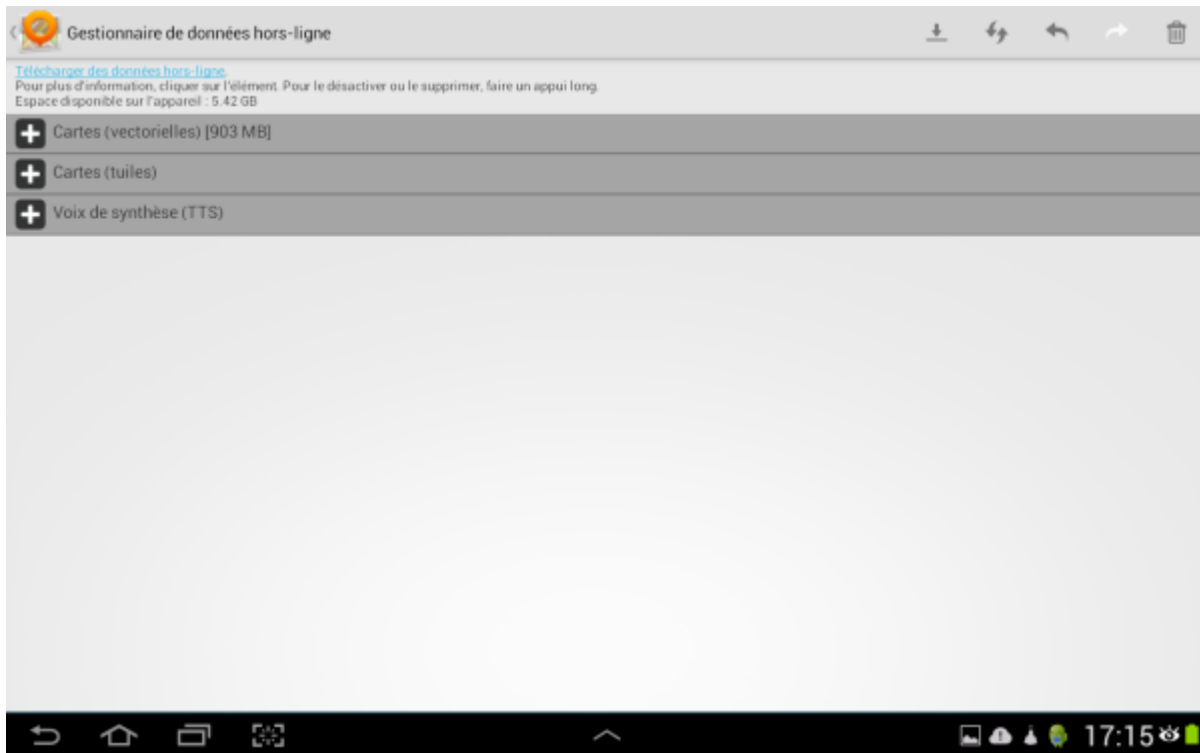 Gestionnaire de données hors-ligne
Télécharger des données hors-ligne.
Pour plus d'information, cliquer sur l'élément. Pour le désactiver ou le supprimer, faire un appui long.
Espace disponible sur l'appareil : 5.42 GB
Cartes (vectorielles) [903 MB]
Cartes (tuiles)
Voix de synthèse (TTS)
17:15